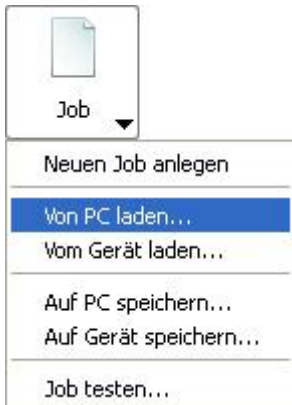 Job
Neuen Job anlegen
Von PC laden...
Vom Gerät laden...
Auf PC speichern...
Auf Gerät speichern...
Job testen...